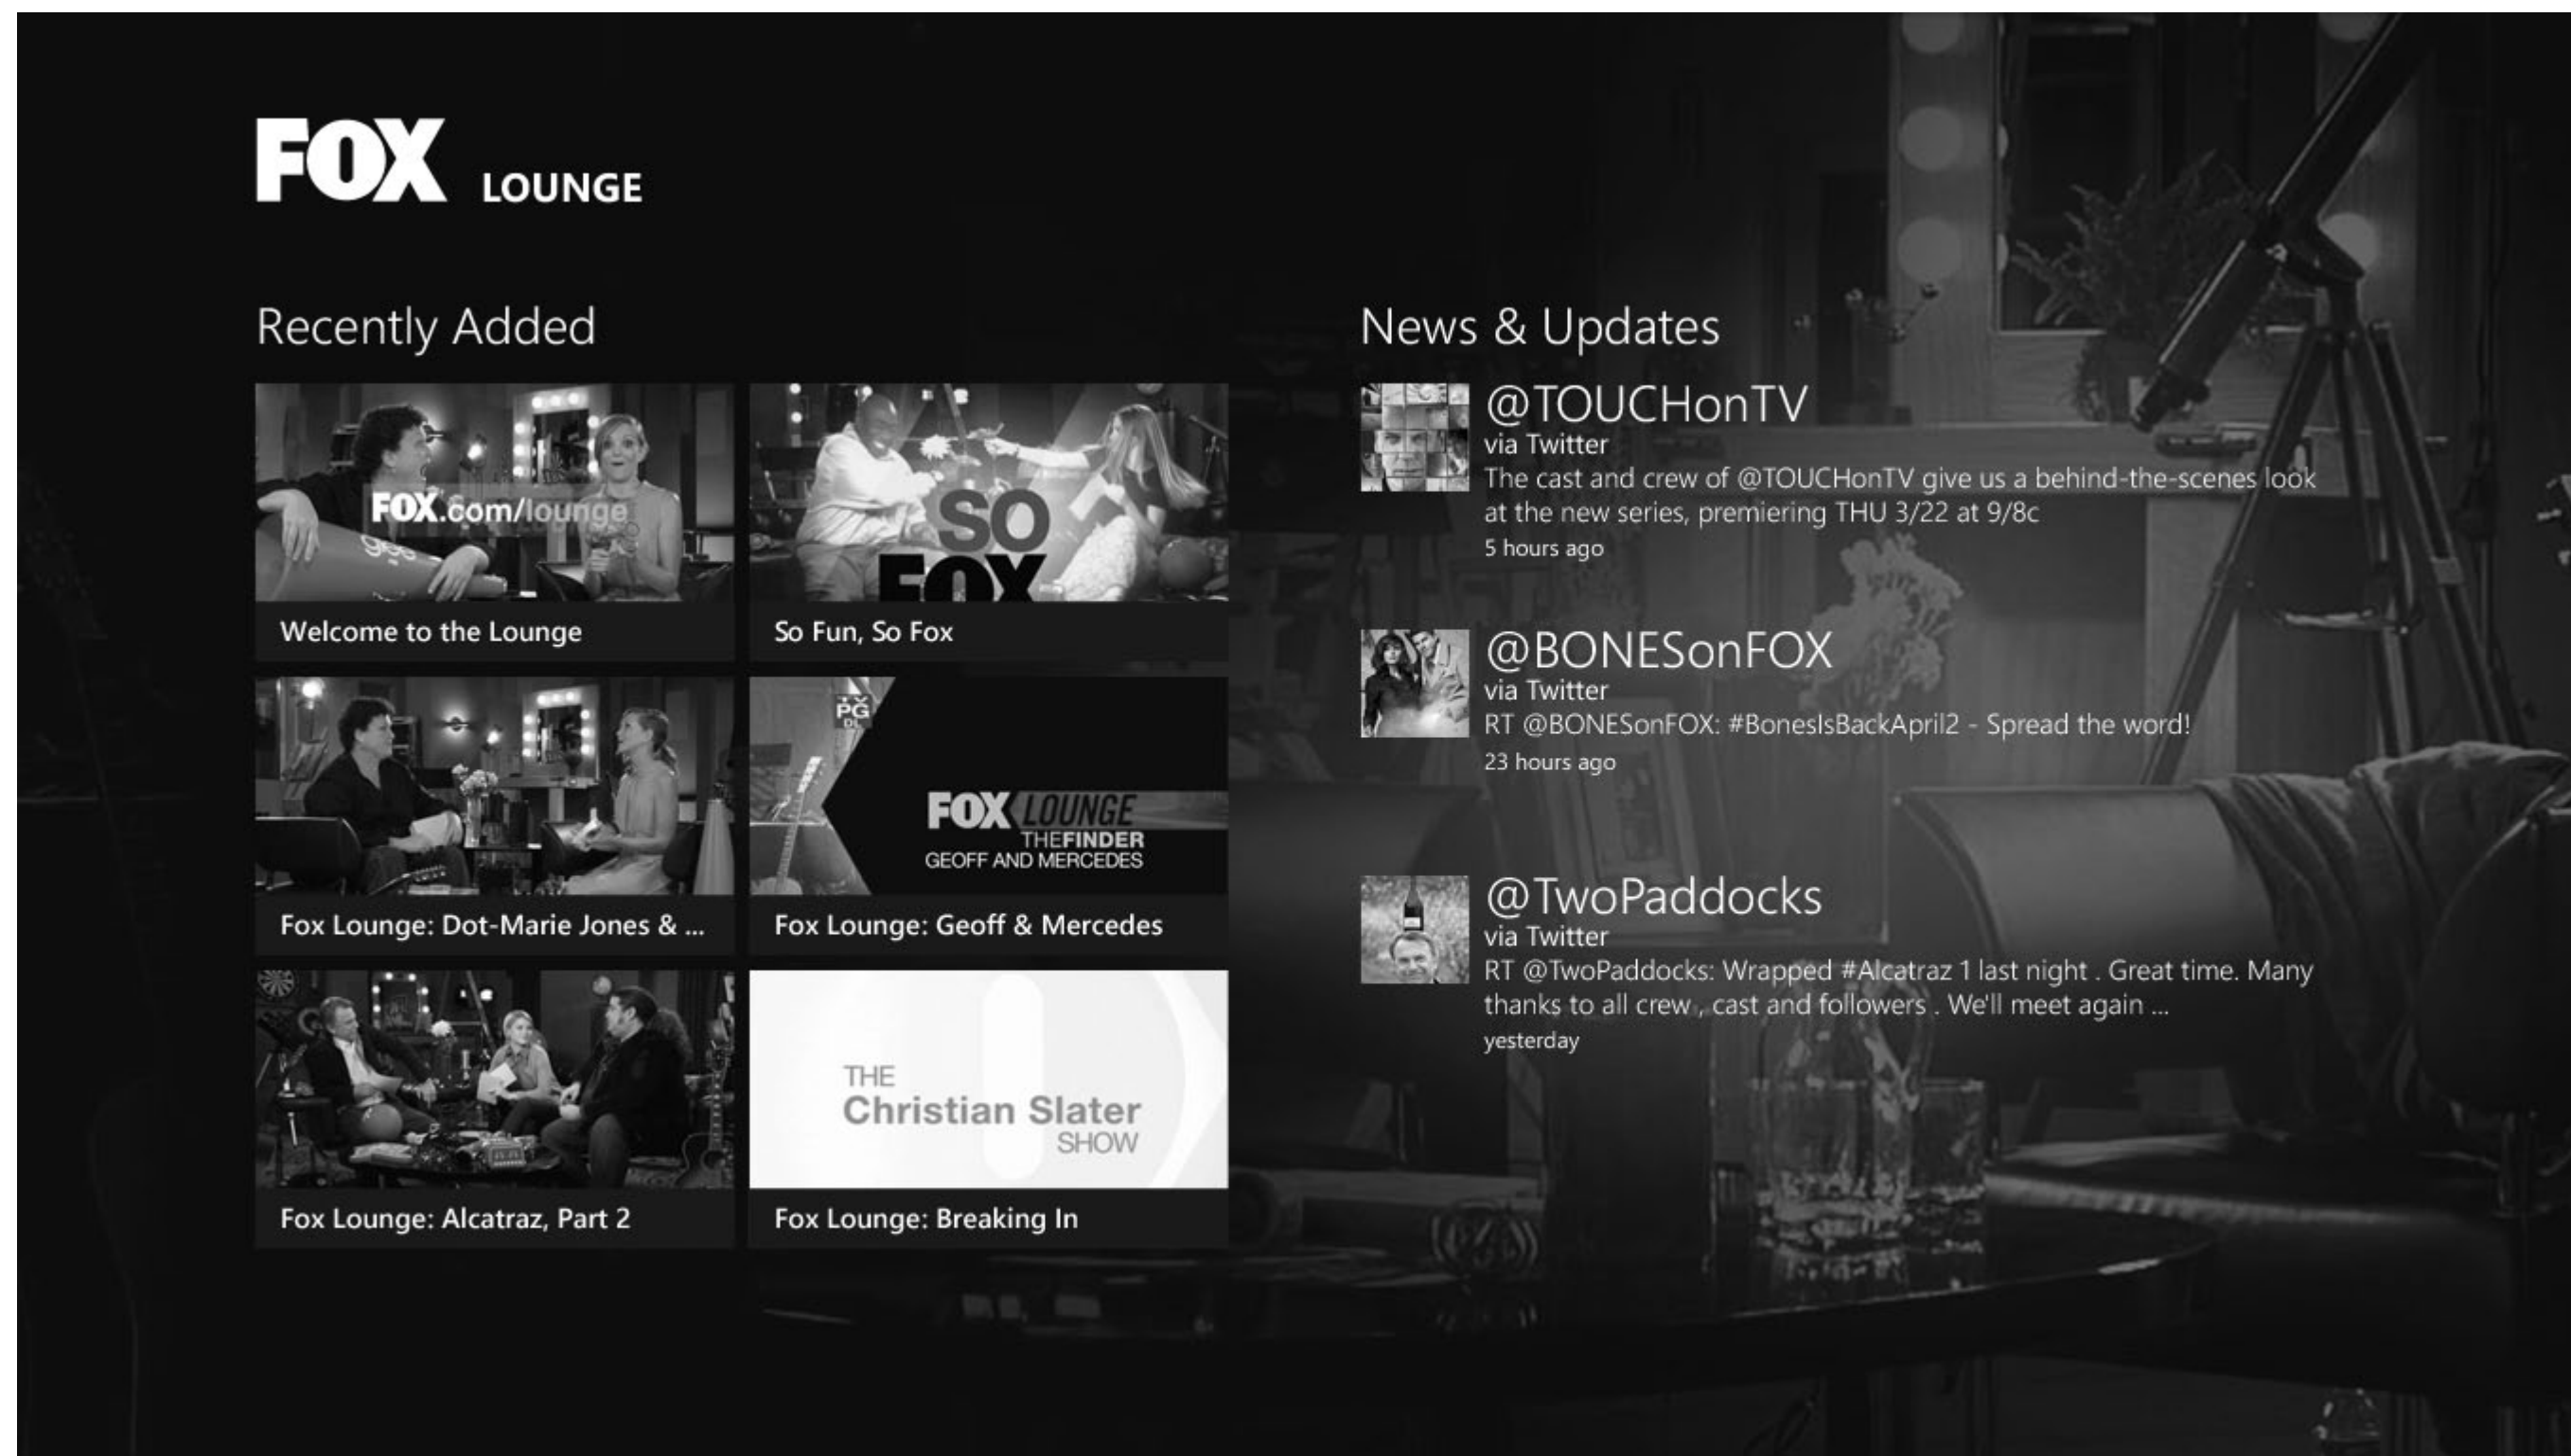 FOX LOUNGE
Recently Added
FOX.com/lounge
Welcome to the Lounge
SO
FOX
So Fun, So Fox
Fox Lounge: Dot-Marie Jones & ...
TV
PG
DL
FOX LOUNGE
THEFINDER
GEOFF AND MERCEDES
Fox Lounge: Geoff & Mercedes
Fox Lounge: Alcatraz, Part 2
THE
Christian Slater
SHOW
Fox Lounge: Breaking In
News & Updates
@TOUCHonTV
via Twitter
The cast and crew of @TOUCHonTV give us a behind-the-scenes look
at the new series, premiering THU 3/22 at 9/8c
5 hours ago
@BONESonFOX
via Twitter
RT @BONESonFOX: #BonesIsBackApril2 - Spread the word!
23 hours ago
@TwoPaddocks
via Twitter
RT @TwoPaddocks: Wrapped #Alcatraz 1 last night . Great time. Many
thanks to all crew , cast and followers . We'll meet again ...
yesterday